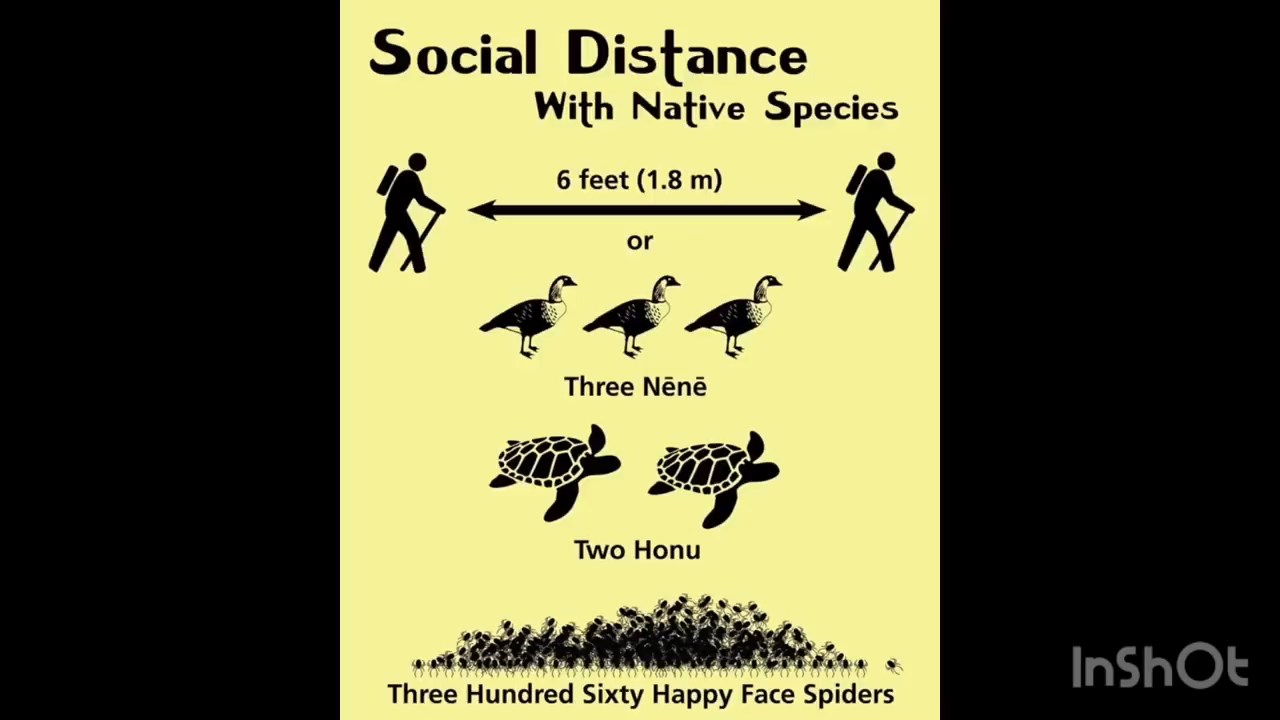 Social Distance
With Native Species
6 feet (1.8 m)
or
Three Nēnē
Two Honu
Three Hundred Sixty Happy Face Spiders
InShOt